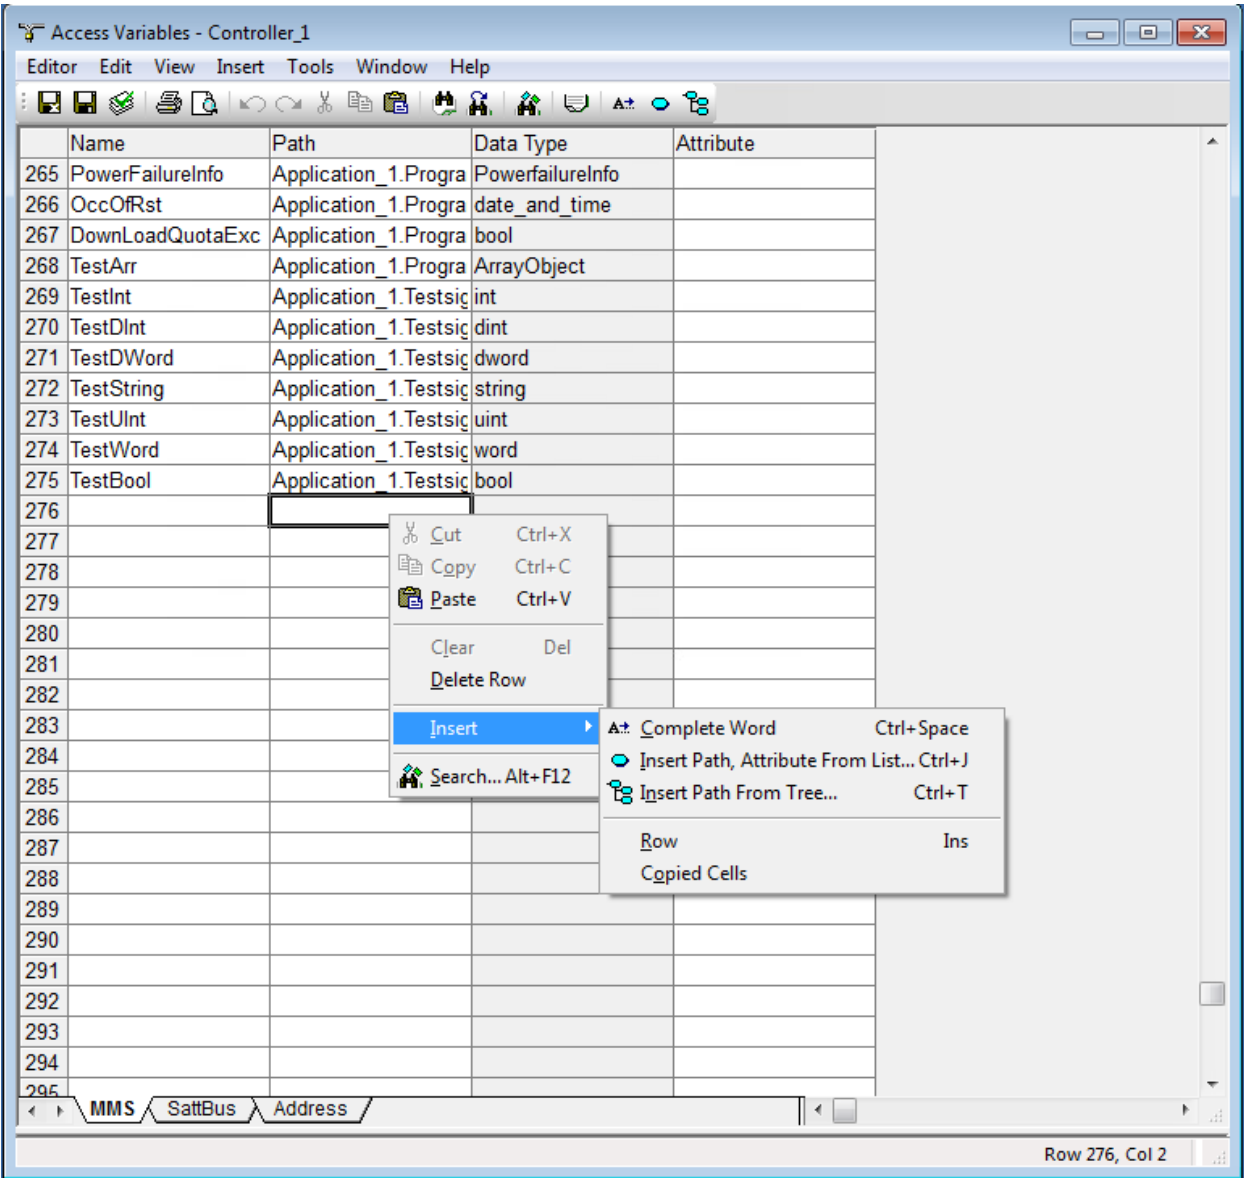 Access Variables - Controller_1
Editor Edit View Insert Tools Window Help
Name Path Data Type Attribute
265 PowerFailureInfo Application_1.Progra PowerfailureInfo
266 OccOfRst Application_1.Progra date_and_time
267 DownLoadQuotaExc Application_1.Progra bool
268 TestArr Application_1.Progra ArrayObject
269 TestInt Application_1.Testsig int
270 TestDInt Application_1.Testsig dint
271 TestDWord Application_1.Testsig dword
272 TestString Application_1.Testsig string
273 TestUInt Application_1.Testsig uint
274 TestWord Application_1.Testsig word
275 TestBool Application_1.Testsig bool
276
277
278
279
280
281
282
283
284
285
286
287
288
289
290
291
292
293
294
295
Cut Ctrl+X
Copy Ctrl+C
Paste Ctrl+V
Clear Del
Delete Row
Insert
Search... Alt+F12
Complete Word Ctrl+Space
Insert Path, Attribute From List... Ctrl+J
Insert Path From Tree... Ctrl+T
Row Ins
Copied Cells
MMS SattBus Address
Row 276, Col 2